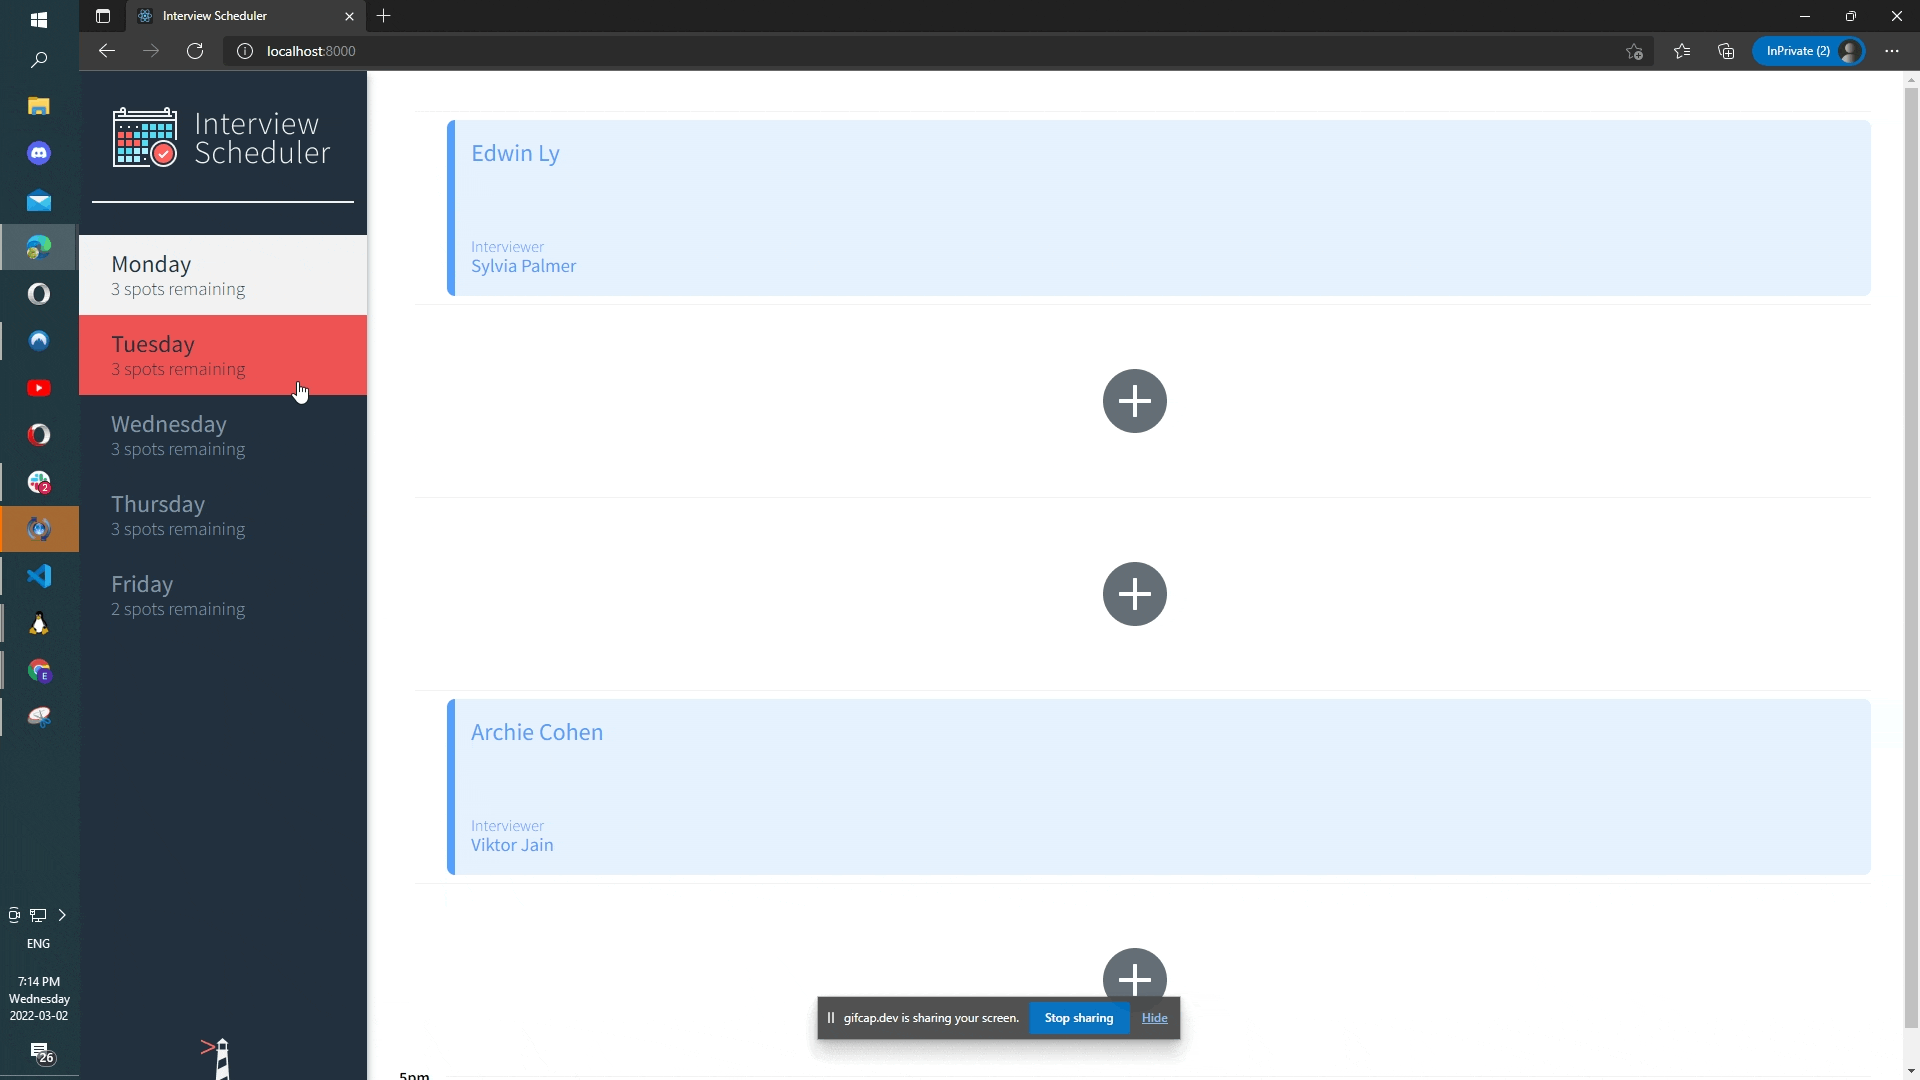 Interview Scheduler
localhost:8000
InPrivate (2)
Interview
Scheduler
Monday
3 spots remaining
Tuesday
3 spots remaining
Wednesday
3 spots remaining
Thursday
3 spots remaining
Friday
2 spots remaining
Edwin Ly
Interviewer
Sylvia Palmer
Archie Cohen
Interviewer
Viktor Jain
gifcap.dev is sharing your screen.
Stop sharing
Hide
5pm
2
E
ENG
7:14 PM
Wednesday
2022-03-02
26